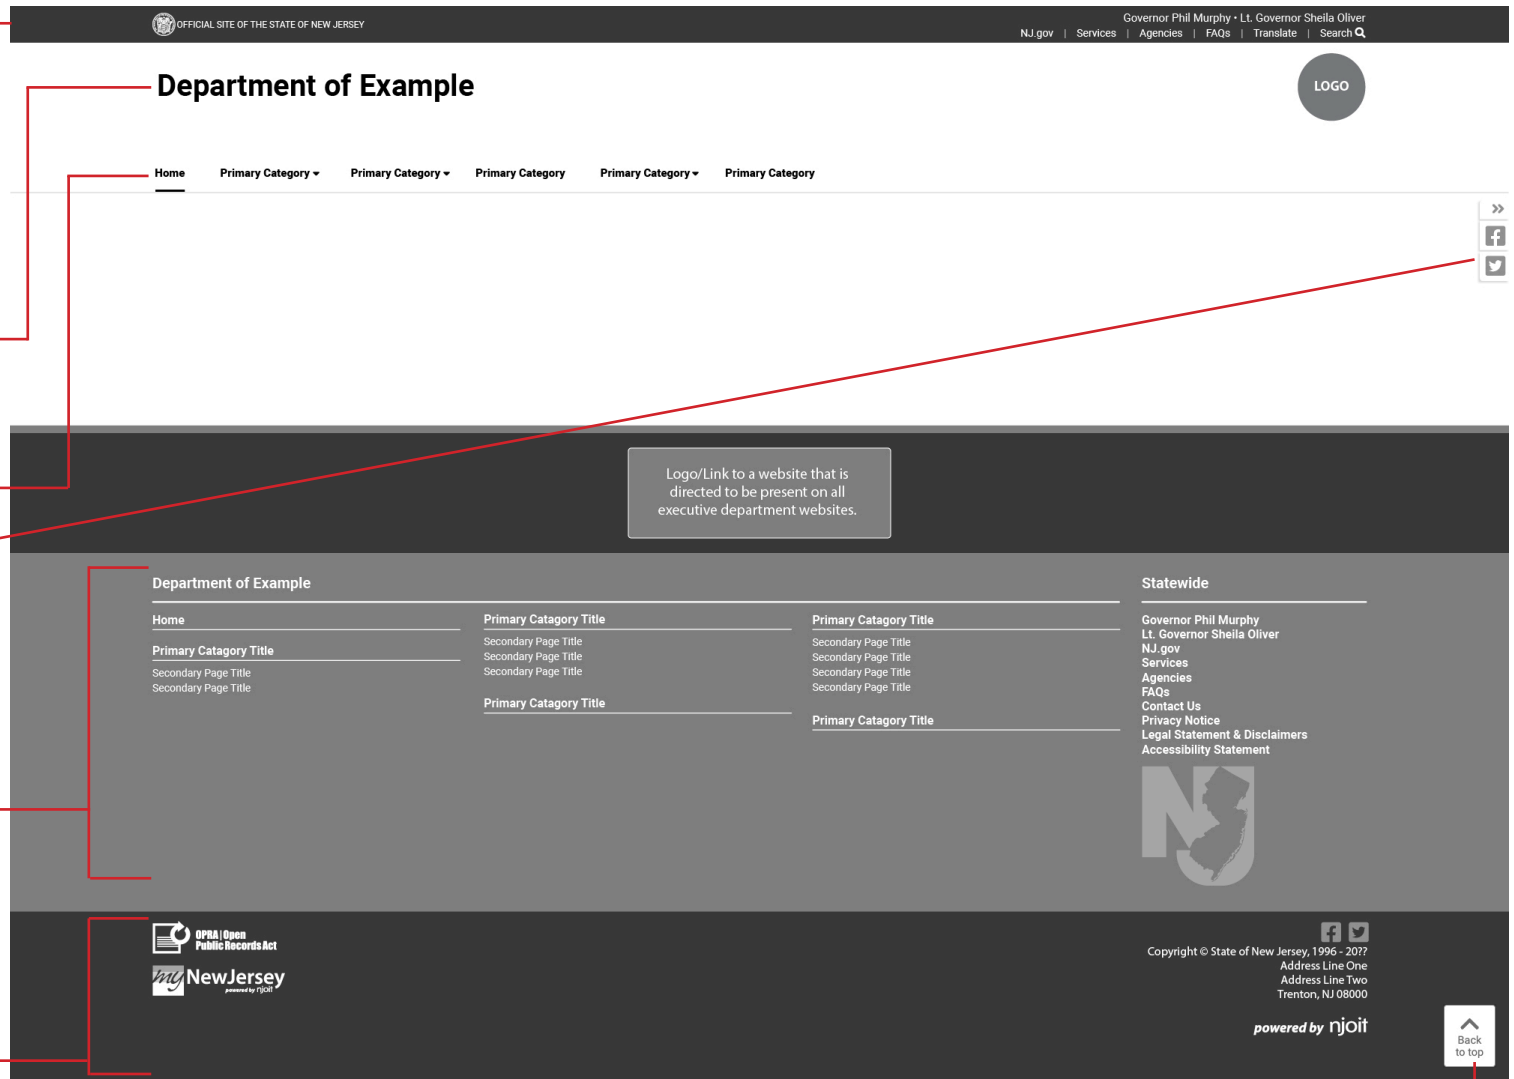 OFFICIAL SITE OF THE STATE OF NEW JERSEY
Governor Phil Murphy • Lt. Governor Sheila Oliver
NJ.gov | Services | Agencies | FAQs | Translate | Search
Department of Example
LOGO
Home Primary Category Primary Category Primary Category Primary Category Primary Category
Logo/Link to a website that is
directed to be present on all
executive department websites.
Department of Example
Home
Primary Catagory Title
Secondary Page Title
Secondary Page Title
Primary Catagory Title
Secondary Page Title
Secondary Page Title
Secondary Page Title
Primary Catagory Title
Primary Catagory Title
Secondary Page Title
Secondary Page Title
Secondary Page Title
Secondary Page Title
Primary Catagory Title
Statewide
Governor Phil Murphy
Lt. Governor Sheila Oliver
NJ.gov
Services
Agencies
FAQs
Contact Us
Privacy Notice
Legal Statement & Disclaimers
Accessibility Statement
NJ
OPRA | Open
Public Records Act
my NewJersey
powered by njoit
Copyright © State of New Jersey, 1996 - 20??
Address Line One
Address Line Two
Trenton, NJ 08000
powered by njoit
Back
to top